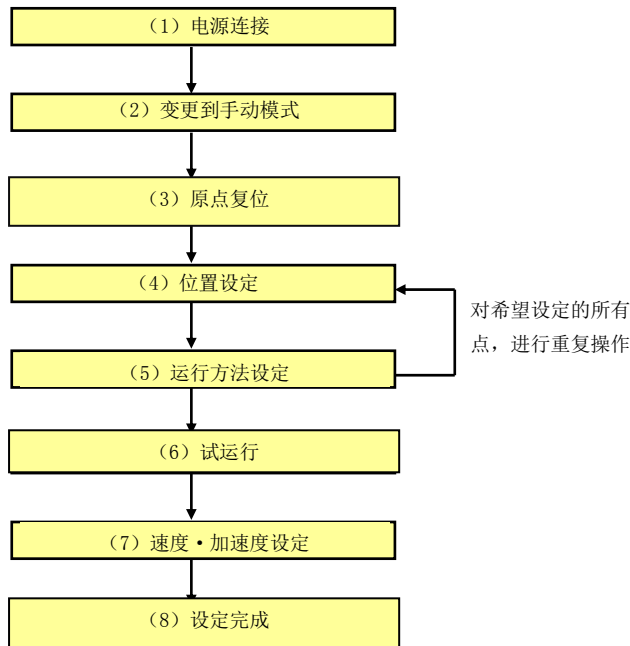 （1）电源连接
（2）变更到手动模式
（3）原点复位
（4）位置设定
对希望设定的所有
点，进行重复操作
（5）运行方法设定
（6）试运行
（7）速度・加速度设定
（8）设定完成